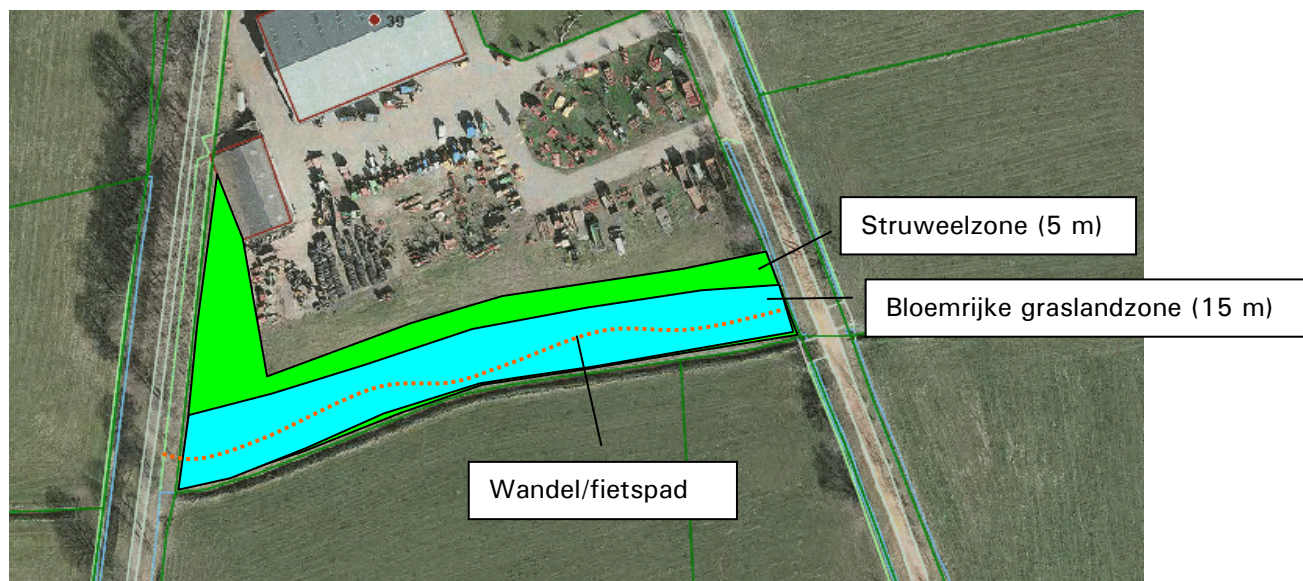 39
Struweelzone (5 m)
Bloemrijke graslandzone (15 m)
Wandel/fietspad